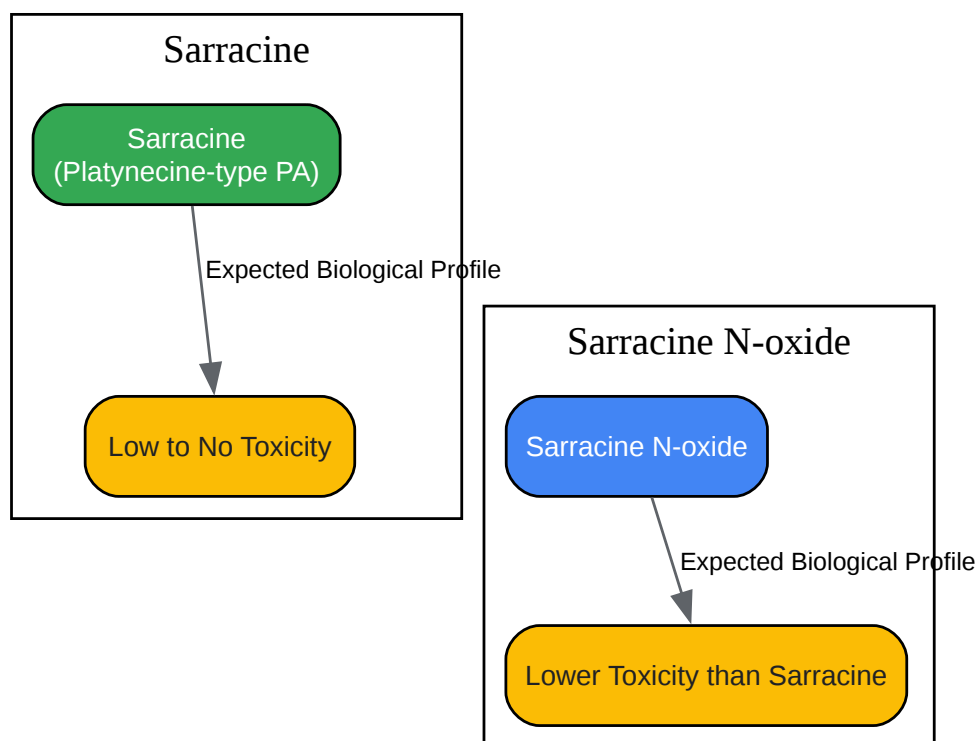 Sarracine
Sarracine
(Platynecine-type PA)
Expected Biological Profile
Low to No Toxicity
Sarracine N-oxide
Sarracine N-oxide
Expected Biological Profile
Lower Toxicity than Sarracine